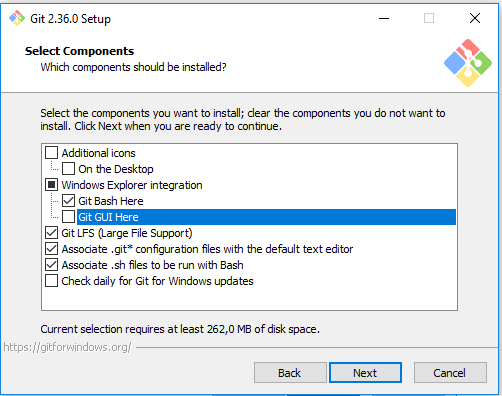 Git 2.36.0 Setup
Select Components
Which components should be installed?
Select the components you want to install; clear the components you do not want to
install. Click Next when you are ready to continue.
Additional icons
On the Desktop
Windows Explorer integration
Git Bash Here
Git GUI Here
Git LFS (Large File Support)
Associate .git* configuration files with the default text editor
Associate .sh files to be run with Bash
Check daily for Git for Windows updates
Current selection requires at least 262,0 MB of disk space.
https://gitforwindows.org/
Back Next Cancel